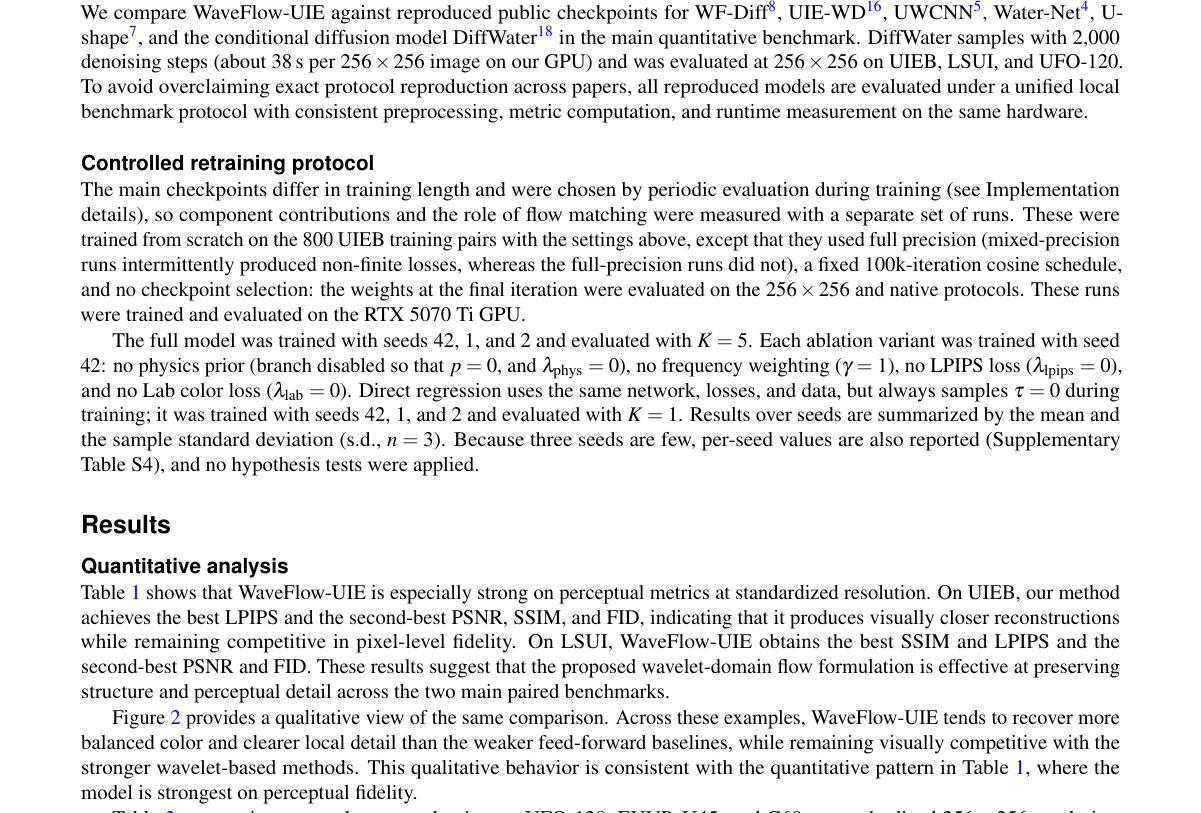 We compare WaveFlow-UIE against reproduced public checkpoints for WF-Diff8, UIE-WD16, UWCNN5, Water-Net4, U-
shape7, and the conditional diffusion model DiffWater18 in the main quantitative benchmark. DiffWater samples with 2,000
denoising steps (about 38 s per 256 × 256 image on our GPU) and was evaluated at 256 × 256 on UIEB, LSUI, and UFO-120.
To avoid overclaiming exact protocol reproduction across papers, all reproduced models are evaluated under a unified local
benchmark protocol with consistent preprocessing, metric computation, and runtime measurement on the same hardware.
Controlled retraining protocol
The main checkpoints differ in training length and were chosen by periodic evaluation during training (see Implementation
details), so component contributions and the role of flow matching were measured with a separate set of runs. These were
trained from scratch on the 800 UIEB training pairs with the settings above, except that they used full precision (mixed-precision
runs intermittently produced non-finite losses, whereas the full-precision runs did not), a fixed 100k-iteration cosine schedule,
and no checkpoint selection: the weights at the final iteration were evaluated on the 256 × 256 and native protocols. These runs
were trained and evaluated on the RTX 5070 Ti GPU.
The full model was trained with seeds 42, 1, and 2 and evaluated with K = 5. Each ablation variant was trained with seed
42: no physics prior (branch disabled so that p = 0, and λphys = 0), no frequency weighting (γ = 1), no LPIPS loss (λlpips = 0),
and no Lab color loss (λlab = 0). Direct regression uses the same network, losses, and data, but always samples τ = 0 during
training; it was trained with seeds 42, 1, and 2 and evaluated with K = 1. Results over seeds are summarized by the mean and
the sample standard deviation (s.d., n = 3). Because three seeds are few, per-seed values are also reported (Supplementary
Table S4), and no hypothesis tests were applied.
Results
Quantitative analysis
Table 1 shows that WaveFlow-UIE is especially strong on perceptual metrics at standardized resolution. On UIEB, our method
achieves the best LPIPS and the second-best PSNR, SSIM, and FID, indicating that it produces visually closer reconstructions
while remaining competitive in pixel-level fidelity. On LSUI, WaveFlow-UIE obtains the best SSIM and LPIPS and the
second-best PSNR and FID. These results suggest that the proposed wavelet-domain flow formulation is effective at preserving
structure and perceptual detail across the two main paired benchmarks.
Figure 2 provides a qualitative view of the same comparison. Across these examples, WaveFlow-UIE tends to recover more
balanced color and clearer local detail than the weaker feed-forward baselines, while remaining visually competitive with the
stronger wavelet-based methods. This qualitative behavior is consistent with the quantitative pattern in Table 1, where the
model is strongest on perceptual fidelity.